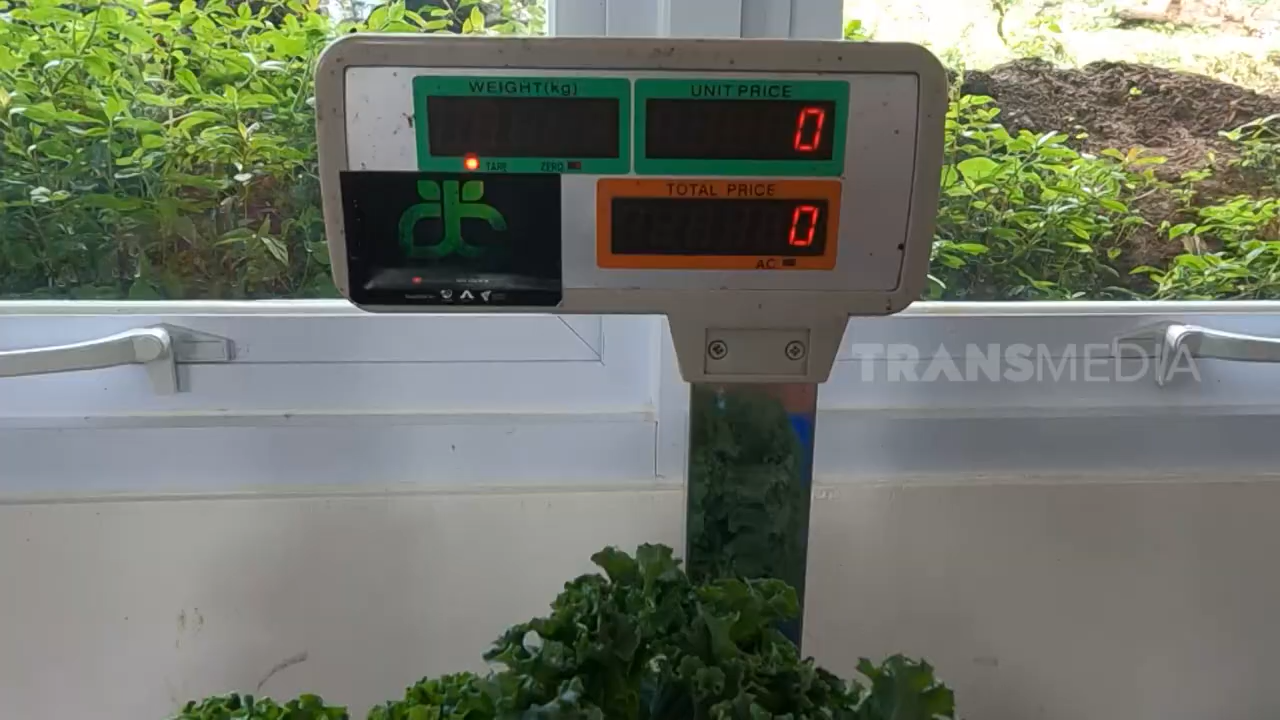 WEIGHT(kg)
UNIT PRICE
0
TARE
ZERO
TOTAL PRICE
0
AC
TRANSMEDIA